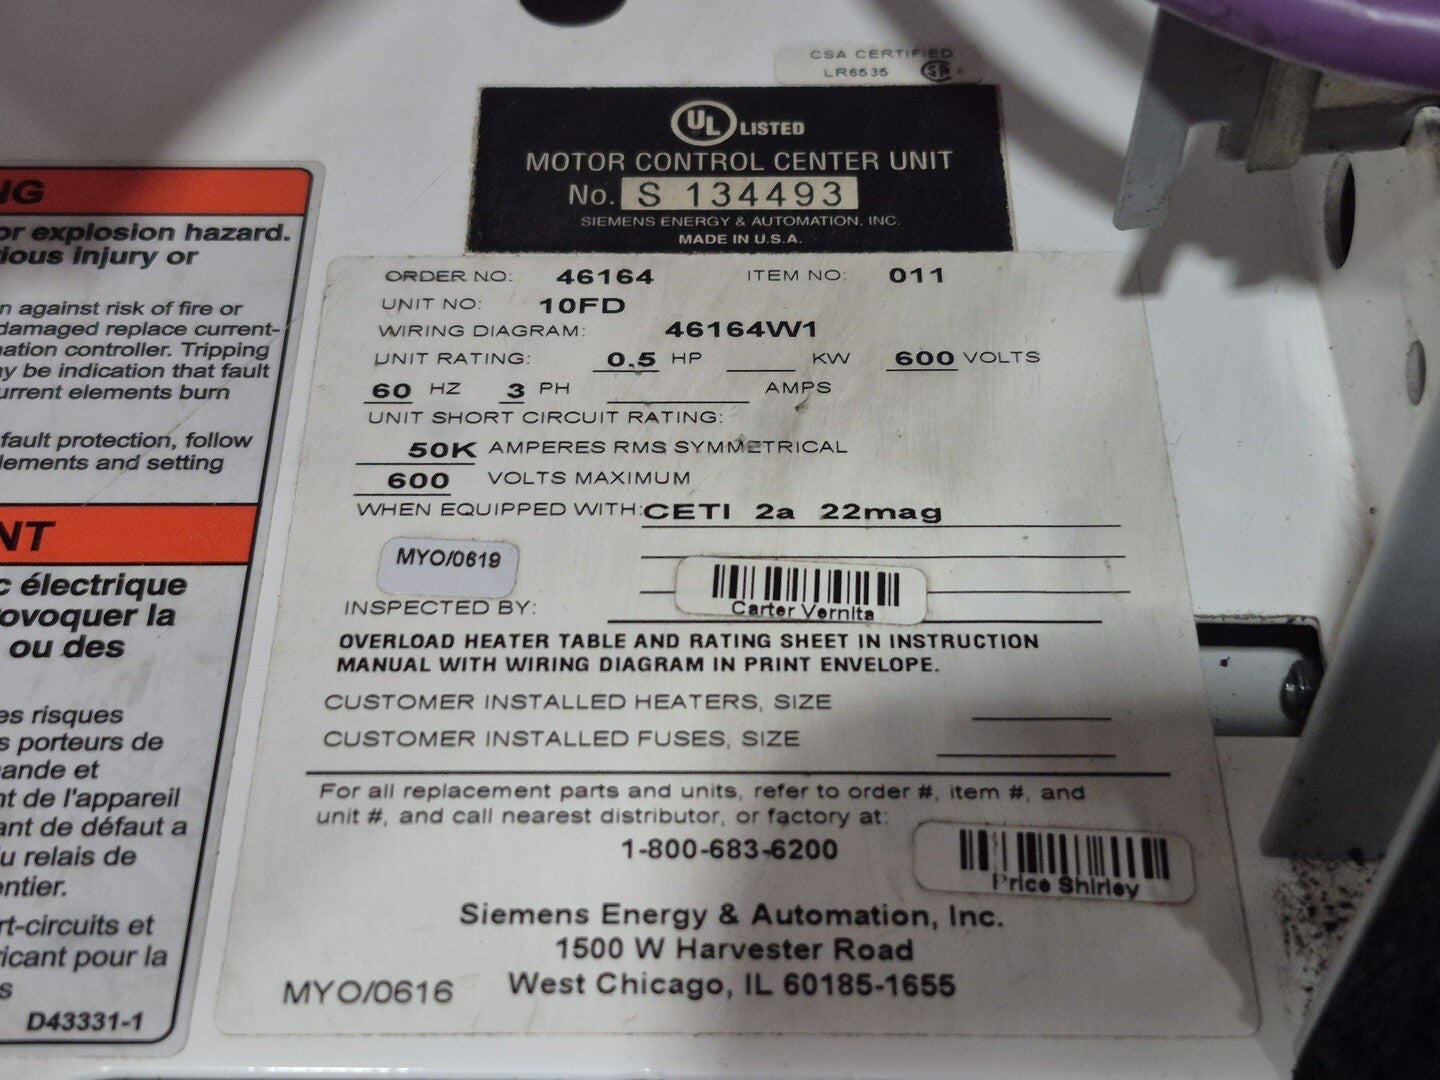 CSA CERTIFIED
LR6535
UL LISTED
MOTOR CONTROL CENTER UNIT
No. S 134493
SIEMENS ENERGY & AUTOMATION, INC.
MADE IN U.S.A.
ORDER NO: 46164 ITEM NO: 011
UNIT NO: 10FD
WIRING DIAGRAM: 46164W1
UNIT RATING: 0.5 HP KW 600 VOLTS
60 HZ 3 PH AMPS
UNIT SHORT CIRCUIT RATING:
50K AMPERES RMS SYMMETRICAL
600 VOLTS MAXIMUM
WHEN EQUIPPED WITH: CETI 2a 22mag
MYO/0619
INSPECTED BY:
Carter Vernita
OVERLOAD HEATER TABLE AND RATING SHEET IN INSTRUCTION
MANUAL WITH WIRING DIAGRAM IN PRINT ENVELOPE.
CUSTOMER INSTALLED HEATERS, SIZE
CUSTOMER INSTALLED FUSES, SIZE
For all replacement parts and units, refer to order #, item #, and
unit #, and call nearest distributor, or factory at:
1-800-683-6200
Price Shirley
Siemens Energy & Automation, Inc.
1500 W Harvester Road
West Chicago, IL 60185-1655
MYO/0616
NG
or explosion hazard.
ious injury or
n against risk of fire or
damaged replace current-
nation controller. Tripping
ay be indication that fault
urrent elements burn
fault protection, follow
lements and setting
NT
c électrique
rovoquer la
ou des
es risques
s porteurs de
ande et
nt de l'appareil
ant de défaut a
u relais de
entier.
rt-circuits et
ricant pour la
s
D43331-1